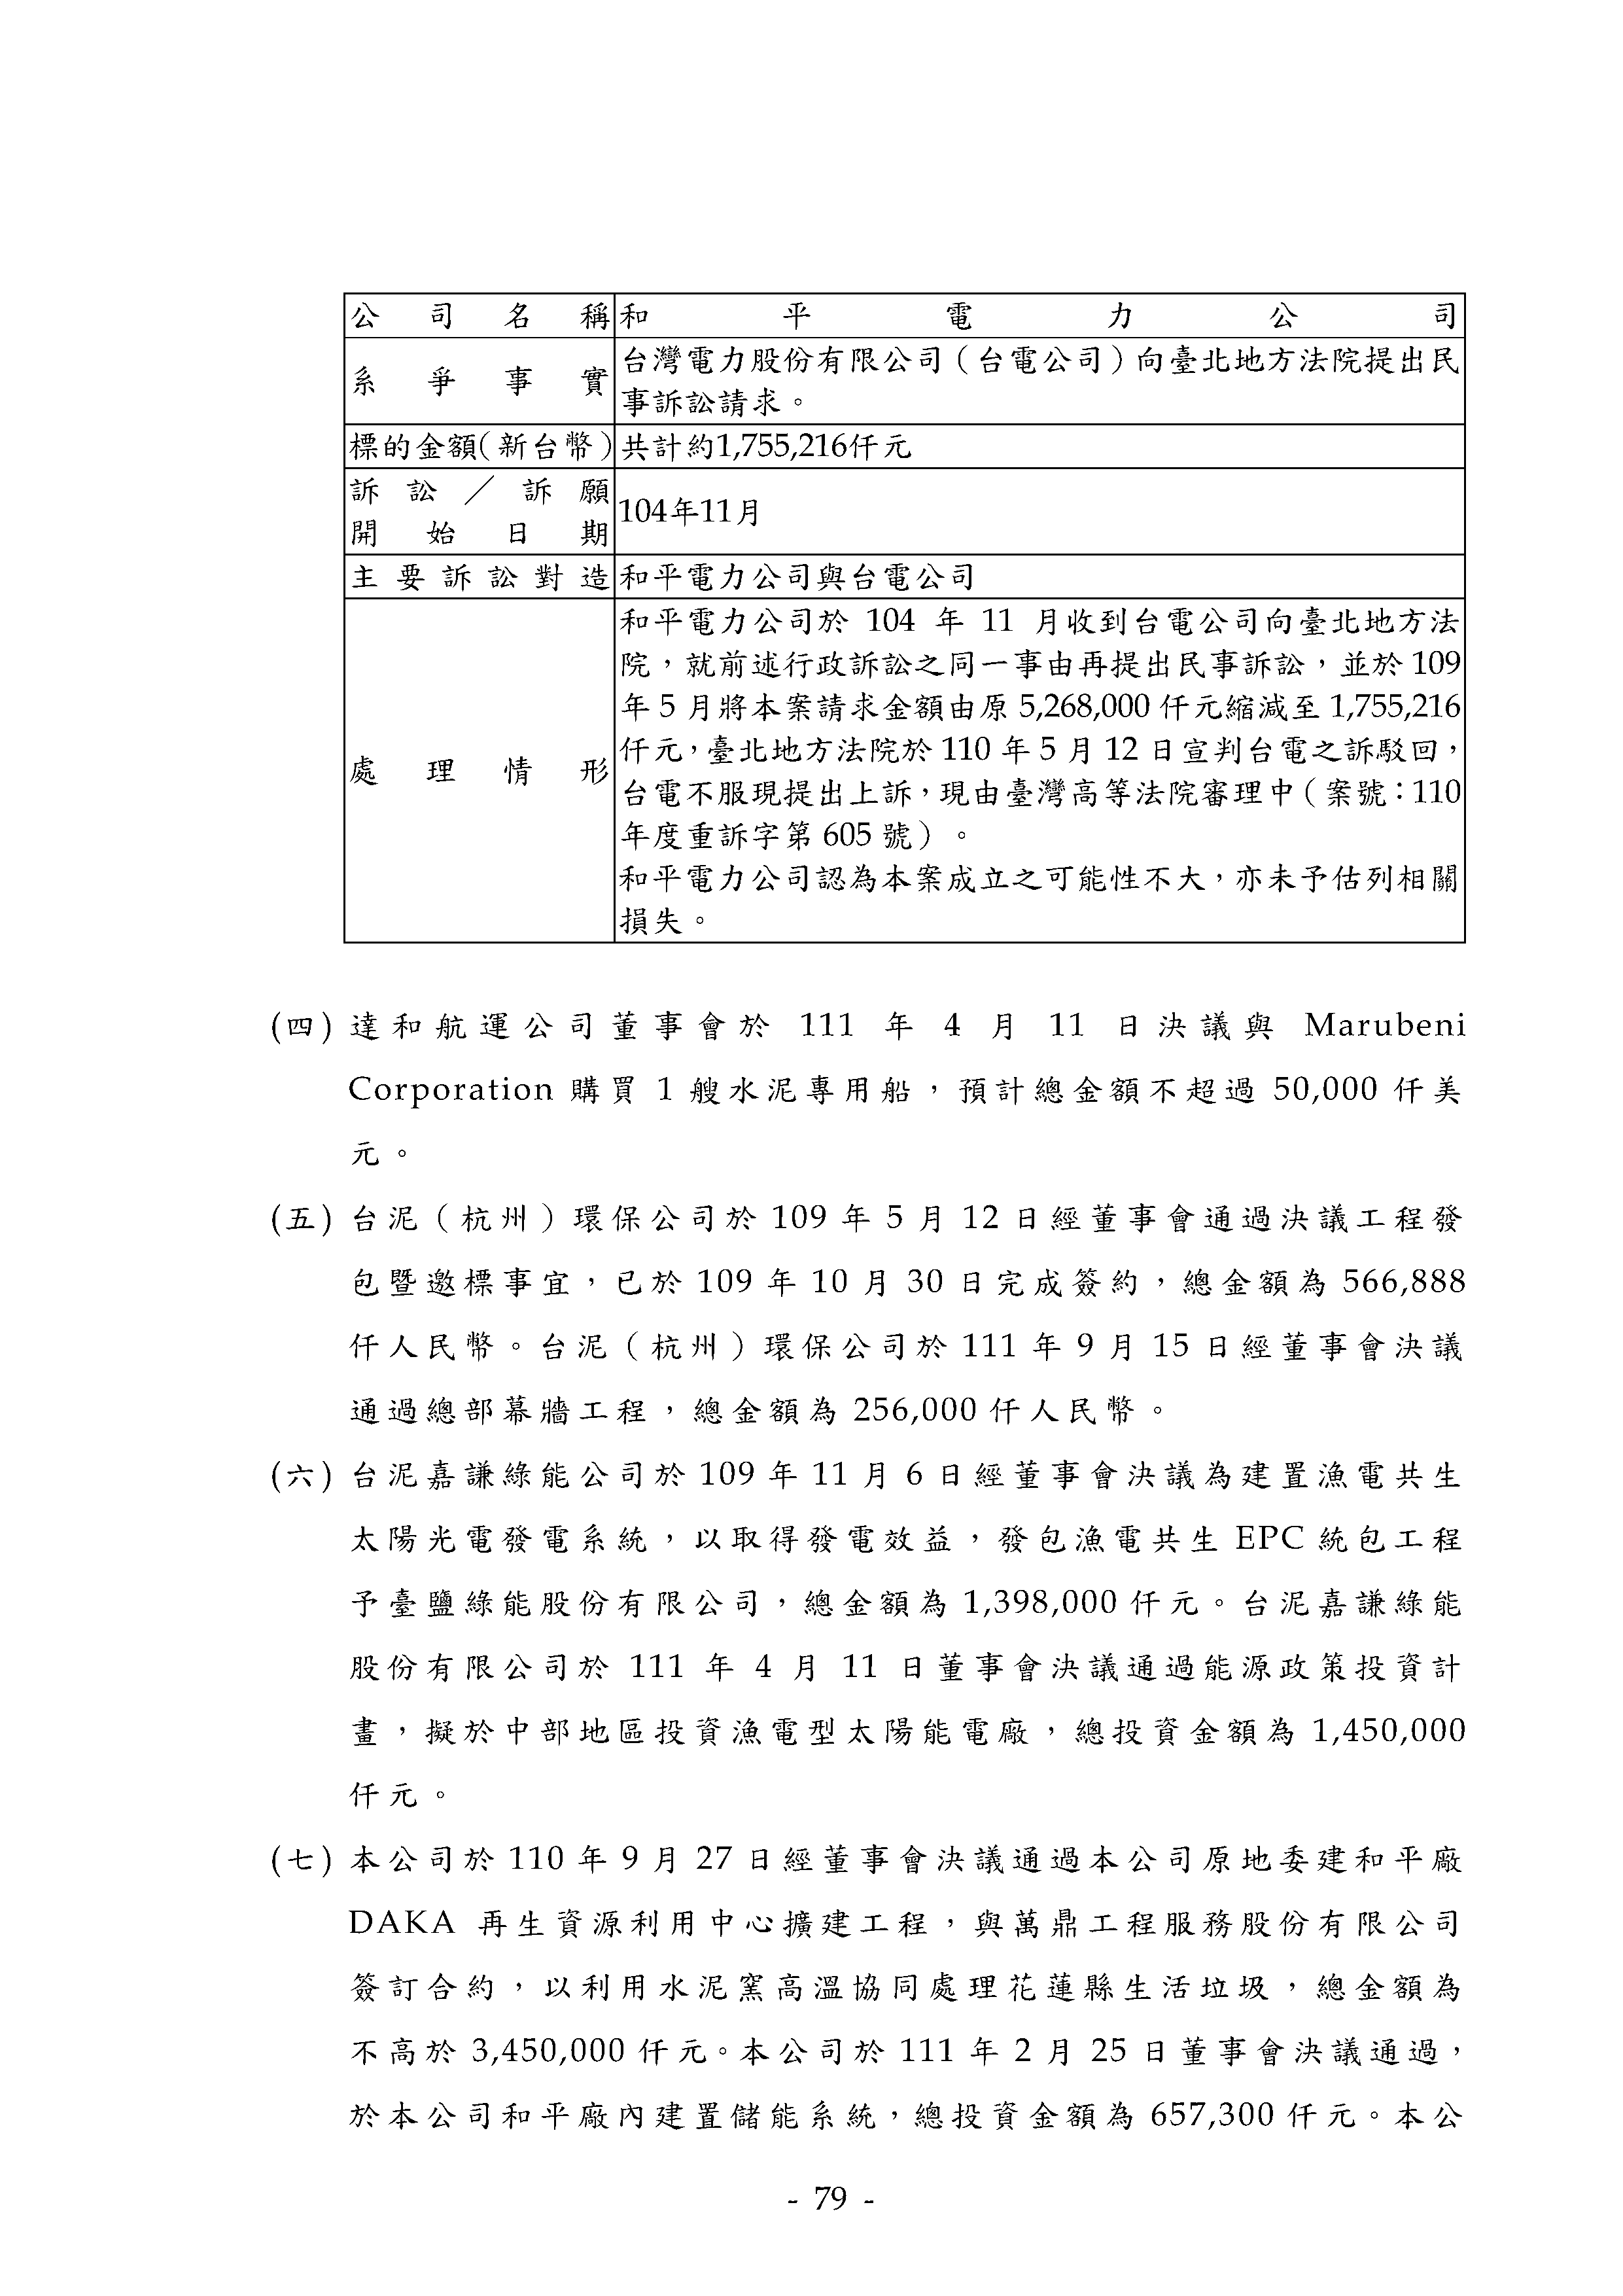 公司名稱 和平電力公司
系爭事實 台灣電力股份有限公司（台電公司）向臺北地方法院提出民
事訴訟請求。
標的金額(新台幣) 共計約1,755,216仟元
訴訟／訴願
開始日期 104年11月
主要訴訟對造 和平電力公司與台電公司
處理情形
和平電力公司於 104 年 11 月收到台電公司向臺北地方法
院，就前述行政訴訟之同一事由再提出民事訴訟，並於 109
年 5 月將本案請求金額由原 5,268,000 仟元縮減至 1,755,216
仟元，臺北地方法院於 110 年 5 月 12 日宣判台電之訴駁回，
台電不服現提出上訴，現由臺灣高等法院審理中（案號：110
年度重訴字第 605 號）。
和平電力公司認為本案成立之可能性不大，亦未予估列相關
損失。
(四) 達和航運公司董事會於 111 年 4 月 11 日決議與 Marubeni
Corporation 購買 1 艘水泥專用船，預計總金額不超過 50,000 仟美
元。
(五) 台泥（杭州）環保公司於 109 年 5 月 12 日經董事會通過決議工程發
包暨邀標事宜，已於 109 年 10 月 30 日完成簽約，總金額為 566,888
仟人民幣。台泥（杭州）環保公司於 111 年 9 月 15 日經董事會決議
通過總部幕牆工程，總金額為 256,000 仟人民幣。
(六) 台泥嘉謙綠能公司於 109 年 11 月 6 日經董事會決議為建置漁電共生
太陽光電發電系統，以取得發電效益，發包漁電共生 EPC 統包工程
予臺鹽綠能股份有限公司，總金額為 1,398,000 仟元。台泥嘉謙綠能
股份有限公司於 111 年 4 月 11 日董事會決議通過能源政策投資計
畫，擬於中部地區投資漁電型太陽能電廠，總投資金額為 1,450,000
仟元。
(七) 本公司於 110 年 9 月 27 日經董事會決議通過本公司原地委建和平廠
DAKA 再生資源利用中心擴建工程，與萬鼎工程服務股份有限公司
簽訂合約，以利用水泥窯高溫協同處理花蓮縣生活垃圾，總金額為
不高於 3,450,000 仟元。本公司於 111 年 2 月 25 日董事會決議通過，
於本公司和平廠內建置儲能系統，總投資金額為 657,300 仟元。本公
- 79 -